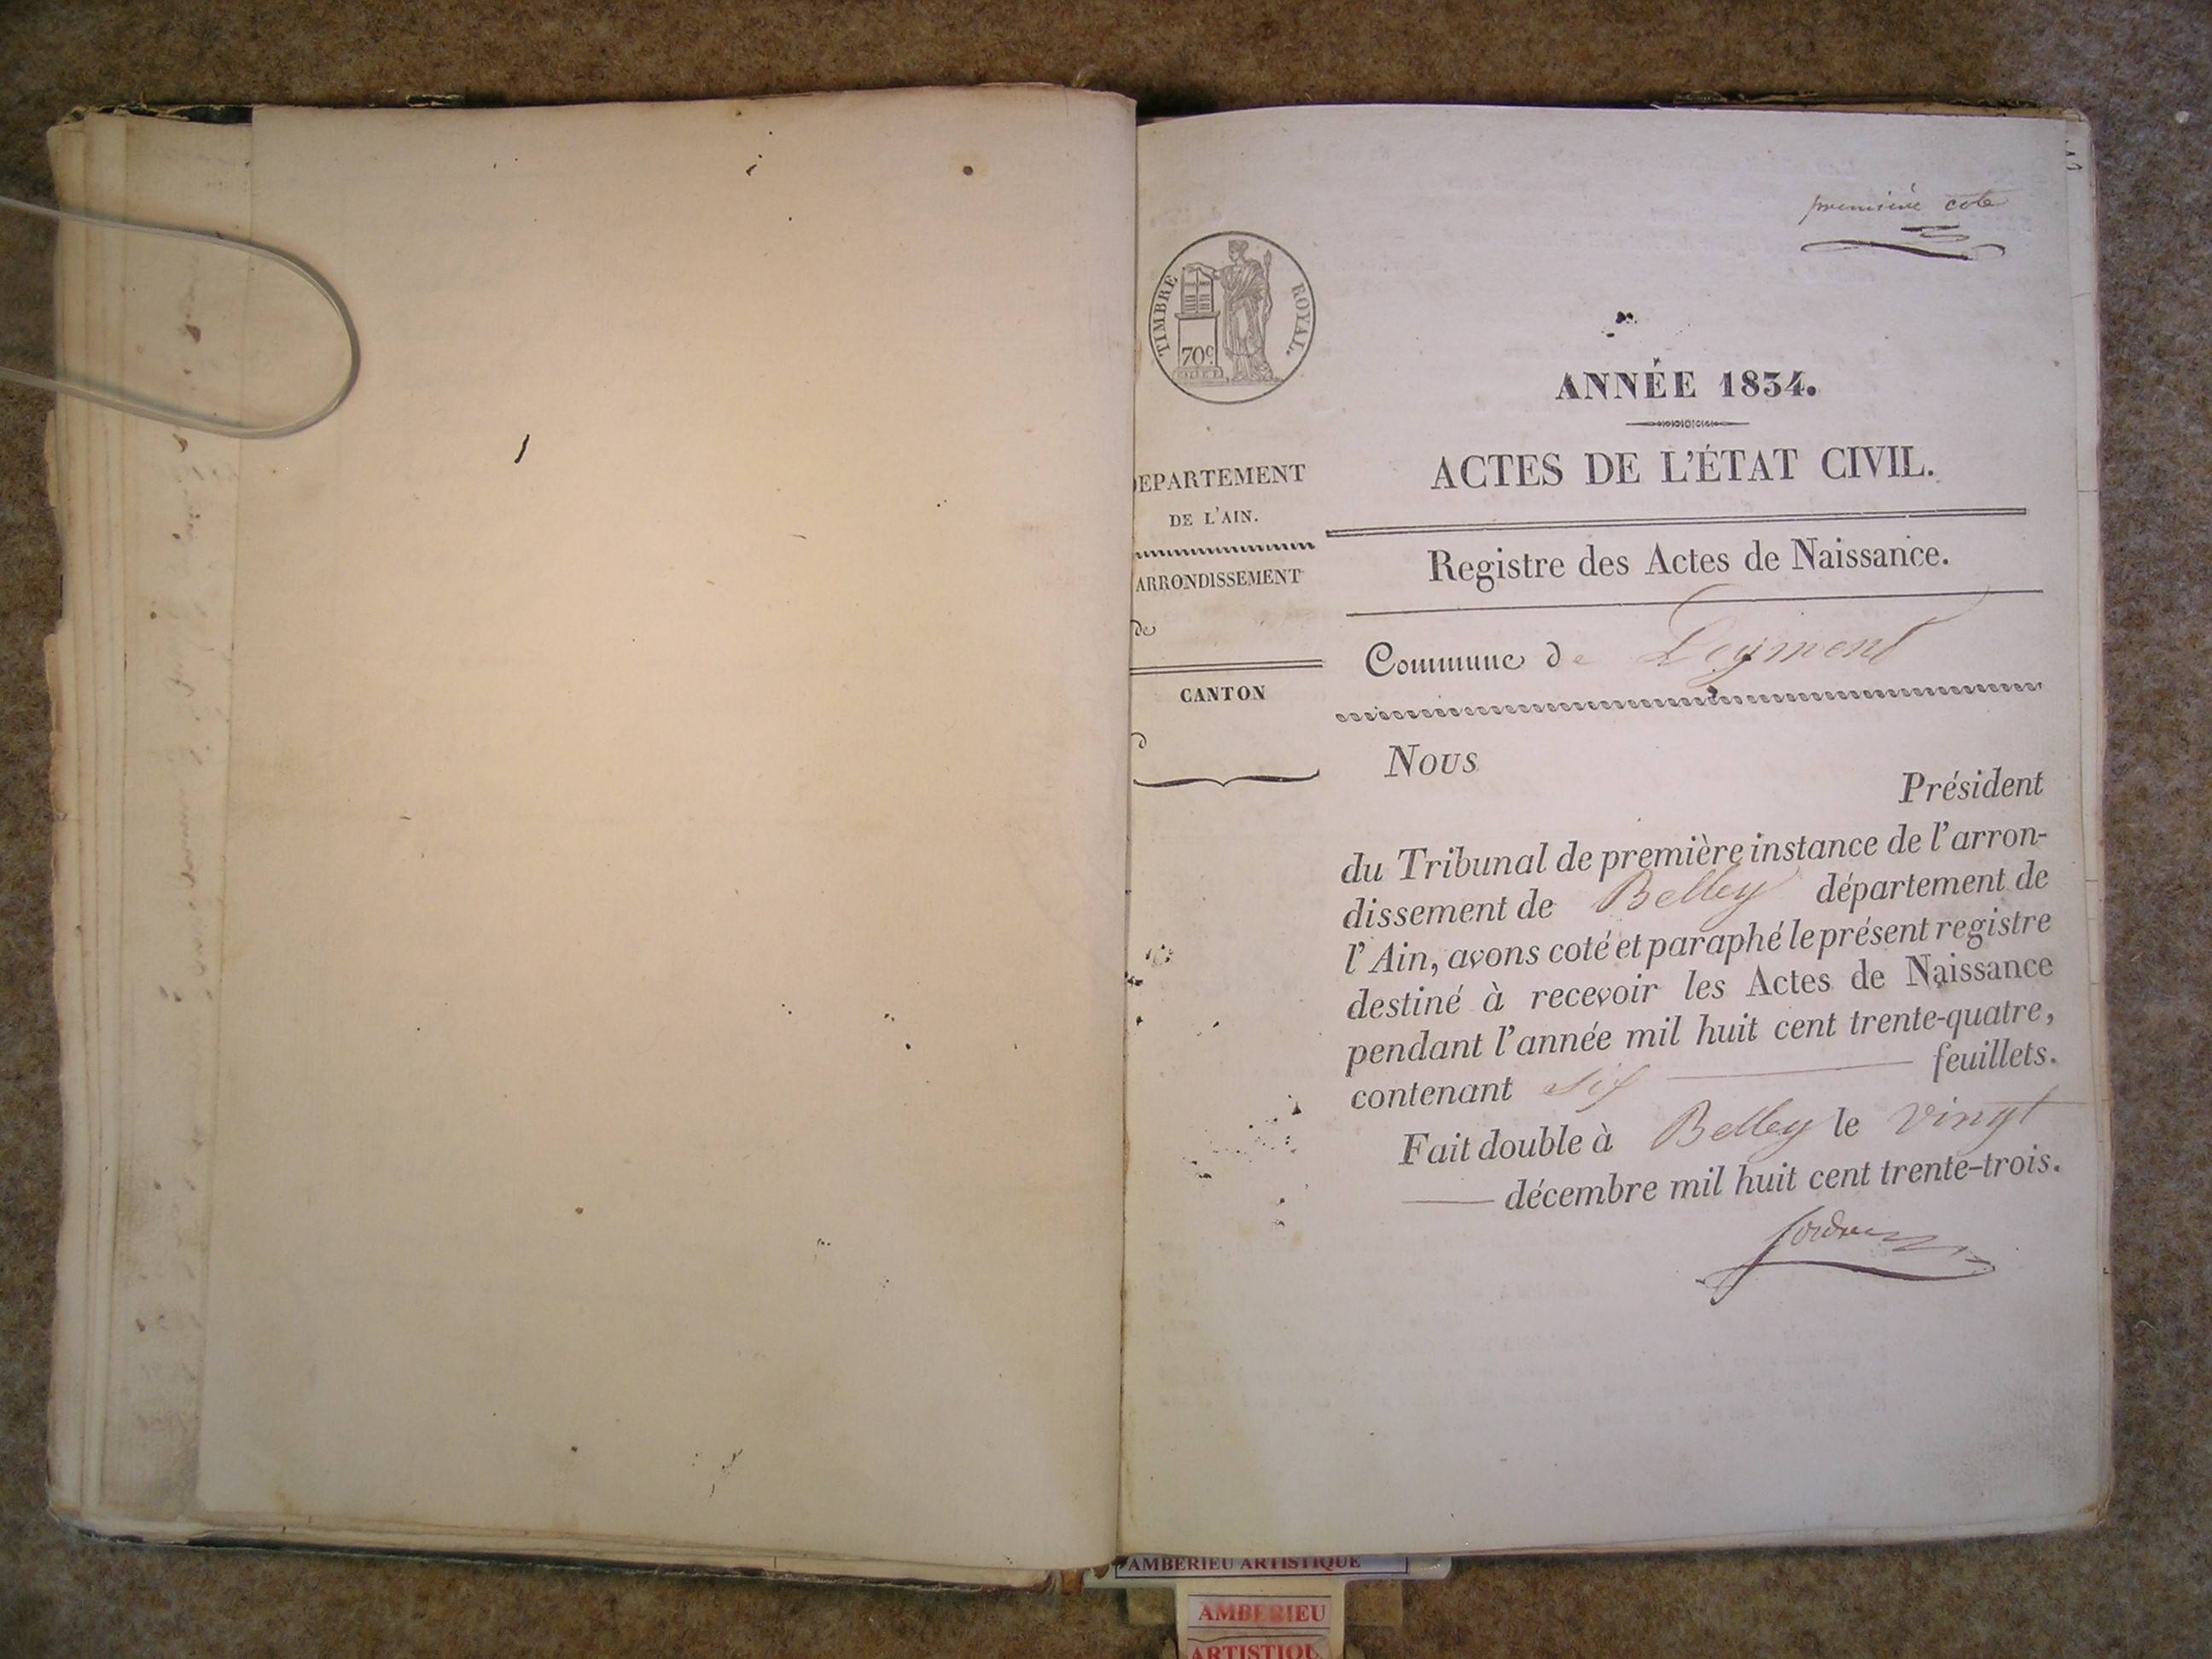 première cote
TIMBRE ROYAL.
70c
ANNÉE 1834.
ACTES DE L'ÉTAT CIVIL.
EPARTEMENT
DE L'AIN.
Registre des Actes de Naissance.
ARRONDISSEMENT
de
Commune de Leyment
CANTON
d
Nous
Président
du Tribunal de première instance de l'arron-
dissement de Belley département de
l'Ain, avons coté et paraphé le présent registre
destiné à recevoir les Actes de Naissance
pendant l'année mil huit cent trente-quatre,
contenant six feuillets.
Fait double à Belley le vingt
décembre mil huit cent trente-trois.
AMBERIEU ARTISTIQUE
AMBERIEU
ARTISTIQU